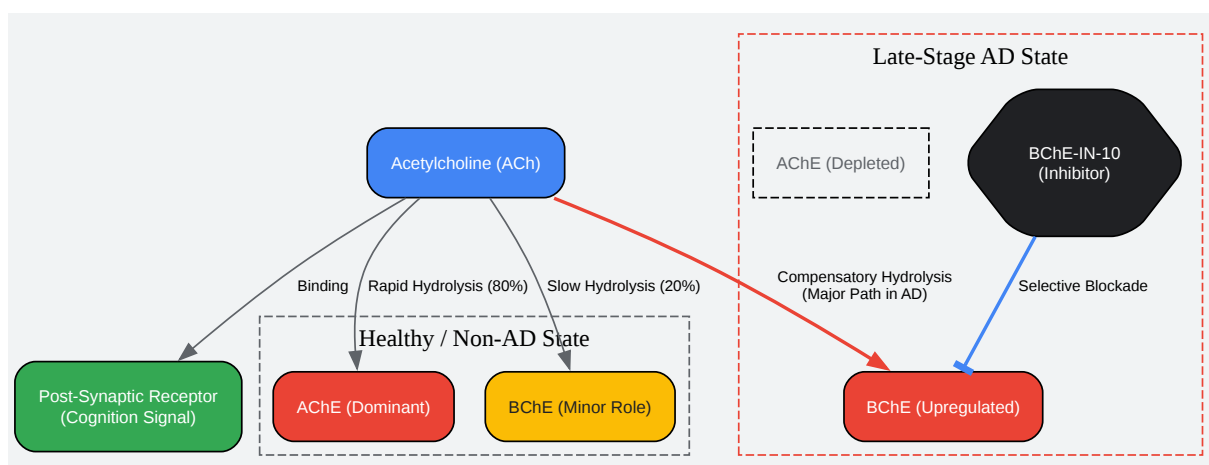 Late-Stage AD State
Acetylcholine (ACh)
AChE (Depleted)
BChE-IN-10
(Inhibitor)
Binding
Rapid Hydrolysis (80%)
Slow Hydrolysis (20%)
Compensatory Hydrolysis
(Major Path in AD)
Selective Blockade
Healthy / Non-AD State
Post-Synaptic Receptor
(Cognition Signal)
AChE (Dominant)
BChE (Minor Role)
BChE (Upregulated)